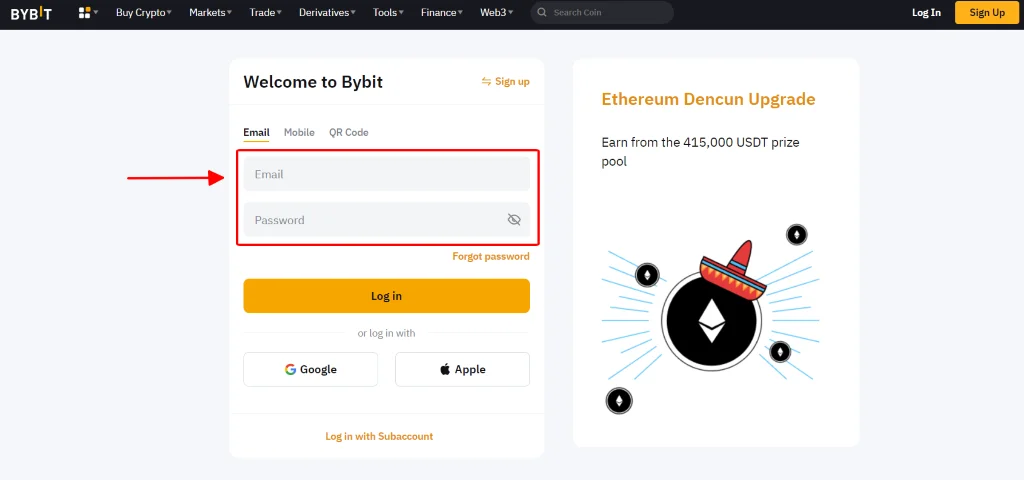 BYBIT Buy Crypto Markets Trade Derivatives Tools Finance Web3 Search Coin Log In Sign Up
Welcome to Bybit Sign up
Email Mobile QR Code
Email
Password
Forgot password
Log in
or log in with
Google Apple
Log in with Subaccount
Ethereum Dencun Upgrade
Earn from the 415,000 USDT prize
pool